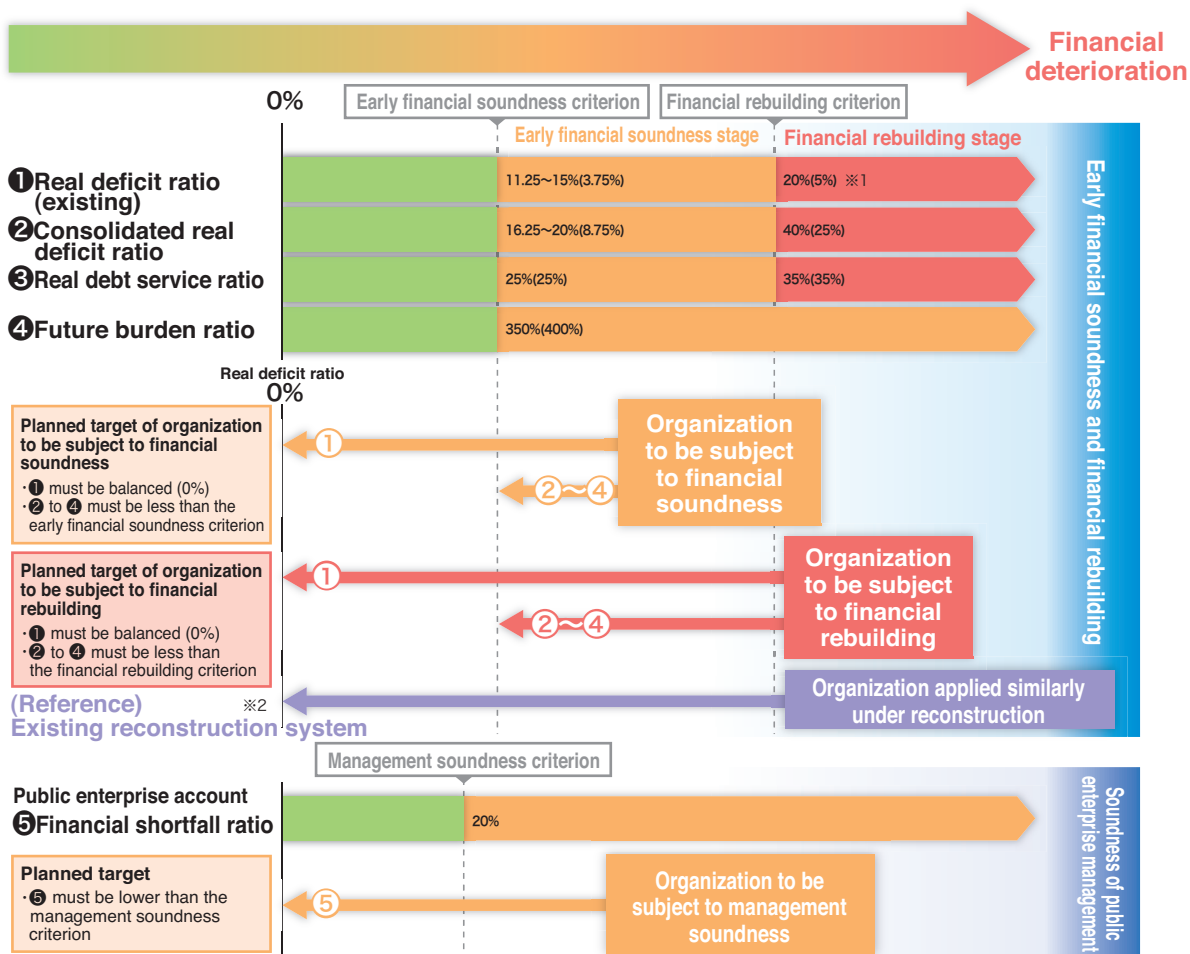 Financial
deterioration
0%
Early financial soundness criterion
Financial rebuilding criterion
Early financial soundness stage
Financial rebuilding stage
❶Real deficit ratio
(existing)
11.25～15%(3.75%)
20%(5%) ※1
❷Consolidated real
deficit ratio
16.25～20%(8.75%)
40%(25%)
❸Real debt service ratio
25%(25%)
35%(35%)
❹Future burden ratio
350%(400%)
Early financial soundness and financial rebuilding
Real deficit ratio
0%
Planned target of organization
to be subject to financial
soundness
・❶ must be balanced (0%)
・❷ to ❹ must be less than the
early financial soundness criterion
①
②～④
Organization
to be subject
to financial
soundness
Planned target of organization
to be subject to financial
rebuilding
・❶ must be balanced (0%)
・❷ to ❹ must be less than
the financial rebuilding criterion
①
②～④
Organization
to be subject
to financial
rebuilding
(Reference) ※2
Existing reconstruction system
Organization applied similarly
under reconstruction
Management soundness criterion
Public enterprise account
❺Financial shortfall ratio
20%
Soundness of public
enterprise management
Planned target
・❺ must be lower than the
management soundness
criterion
⑤
Organization to be
subject to management
soundness